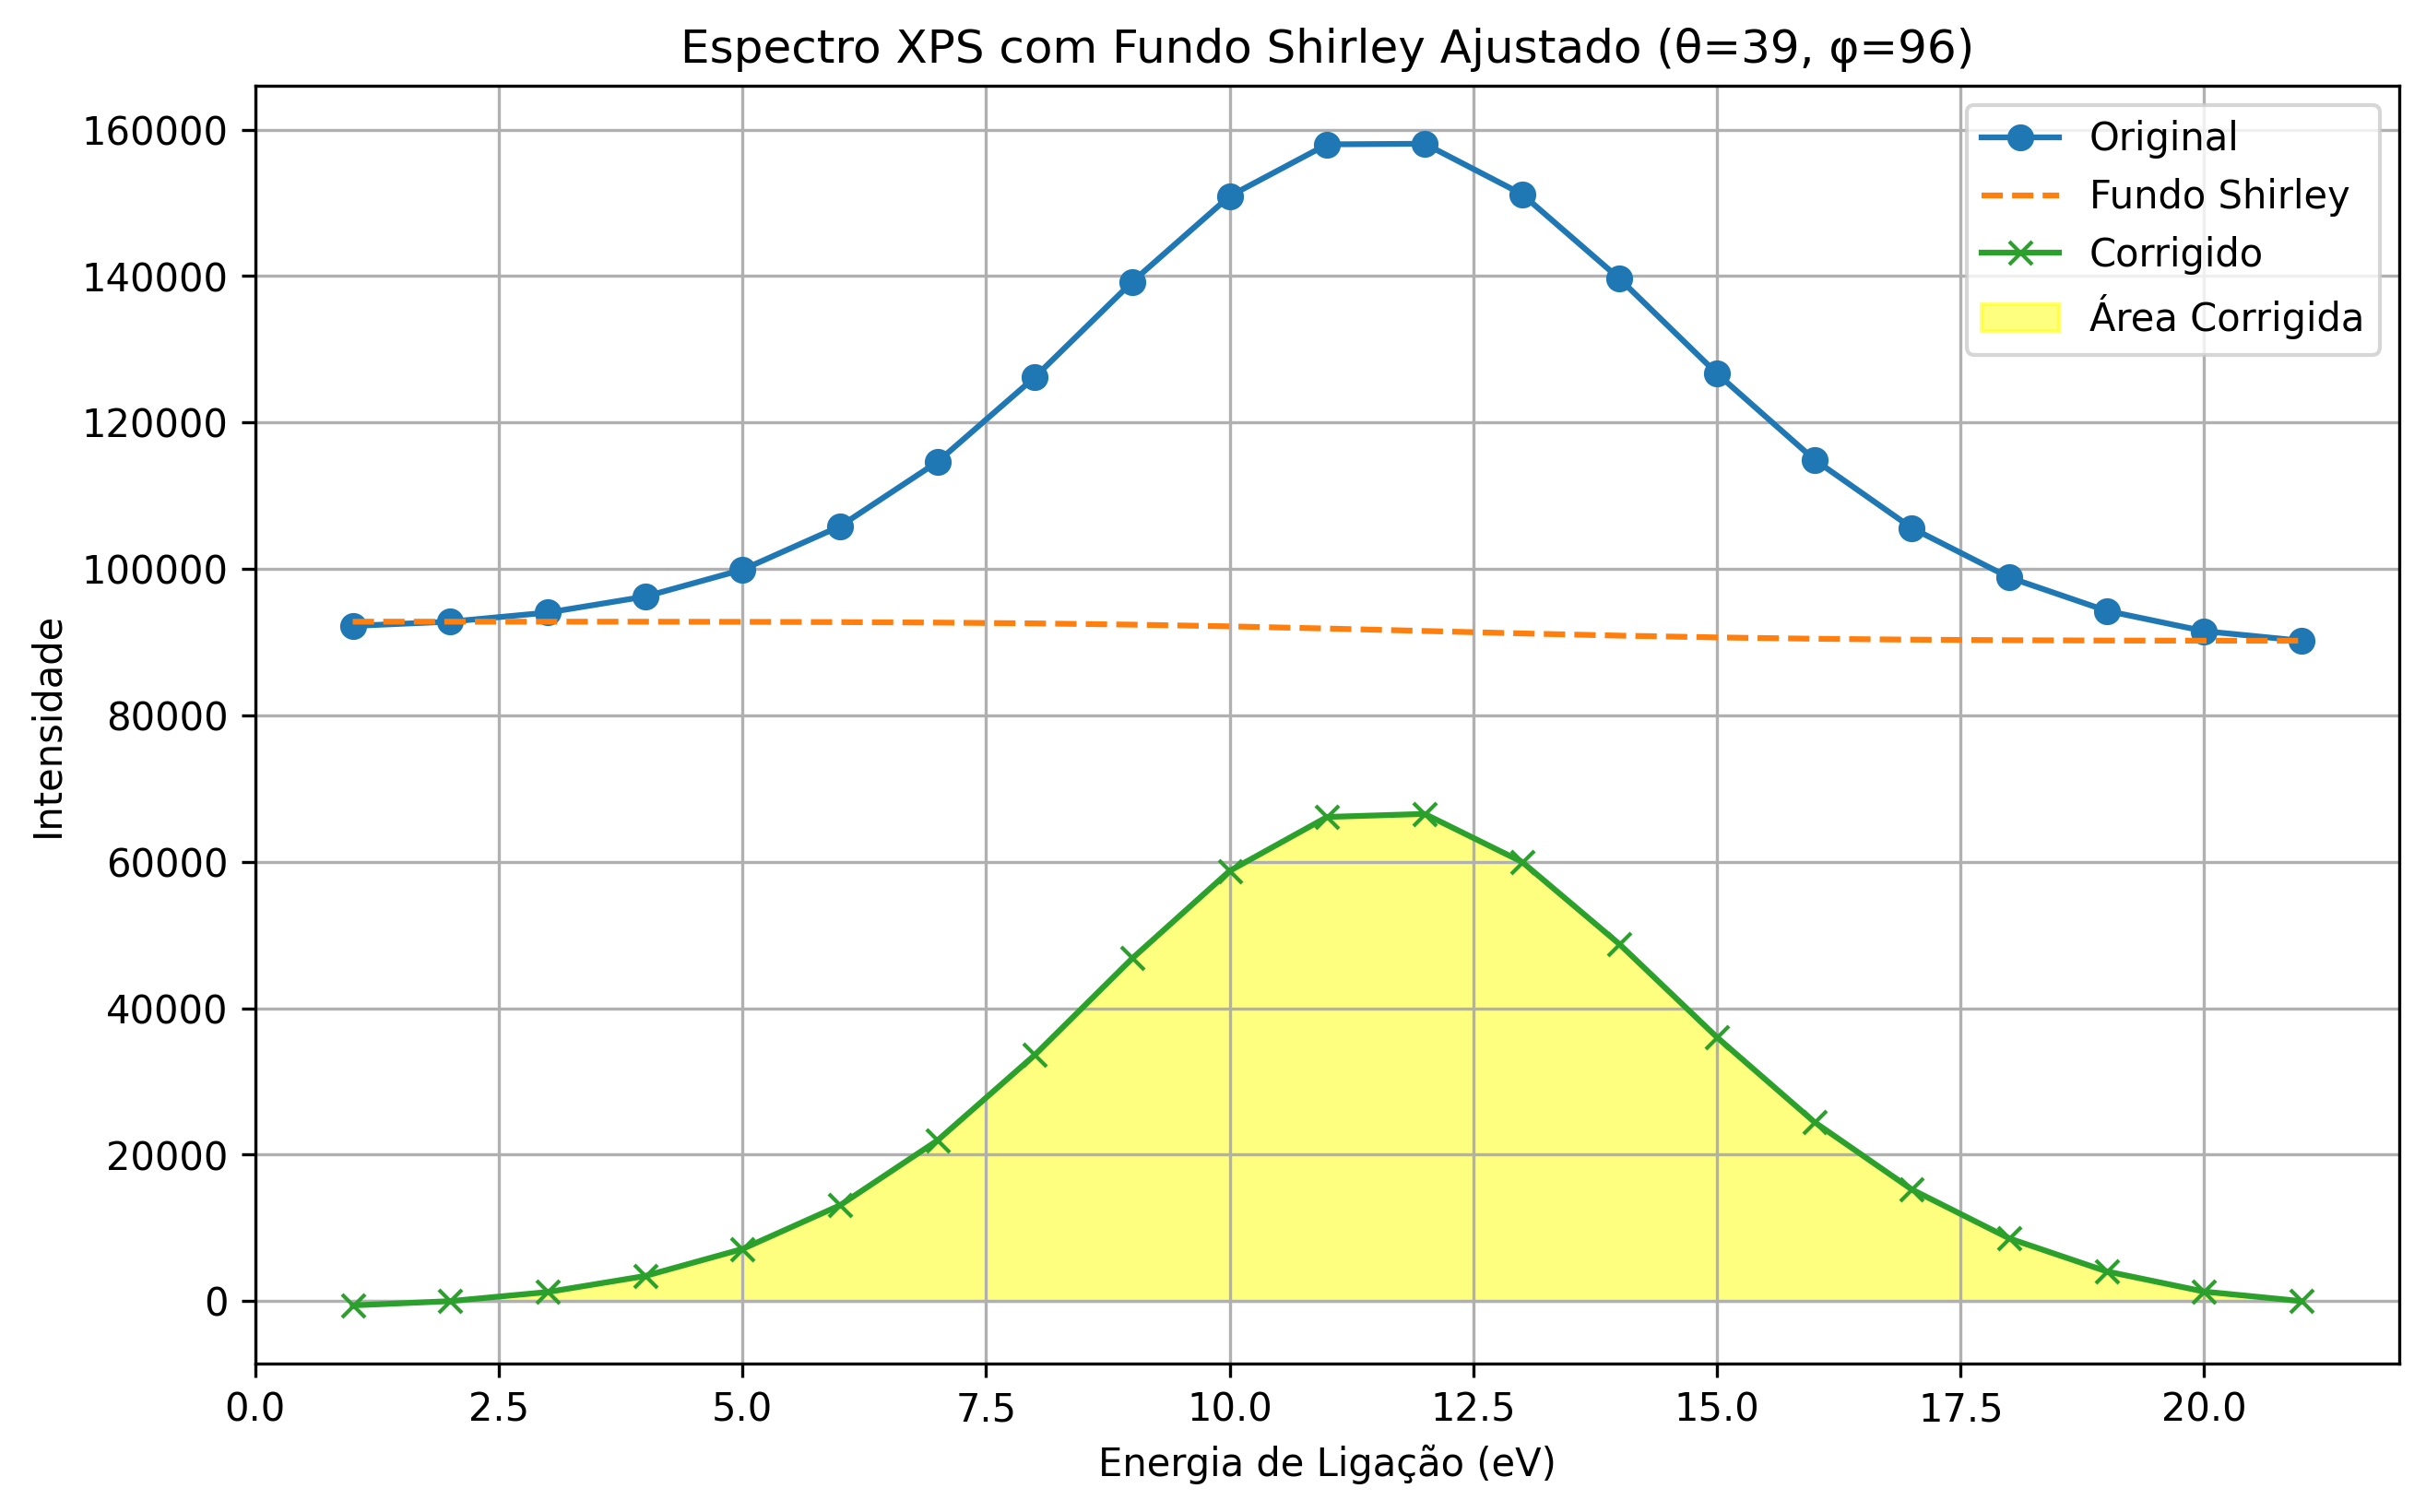 Espectro XPS com Fundo Shirley Ajustado (θ=39, φ=96)
Original
Fundo Shirley
Corrigido
Área Corrigida
Intensidade
160000
140000
120000
100000
80000
60000
40000
20000
0
0.0 2.5 5.0 7.5 10.0 12.5 15.0 17.5 20.0
Energia de Ligação (eV)